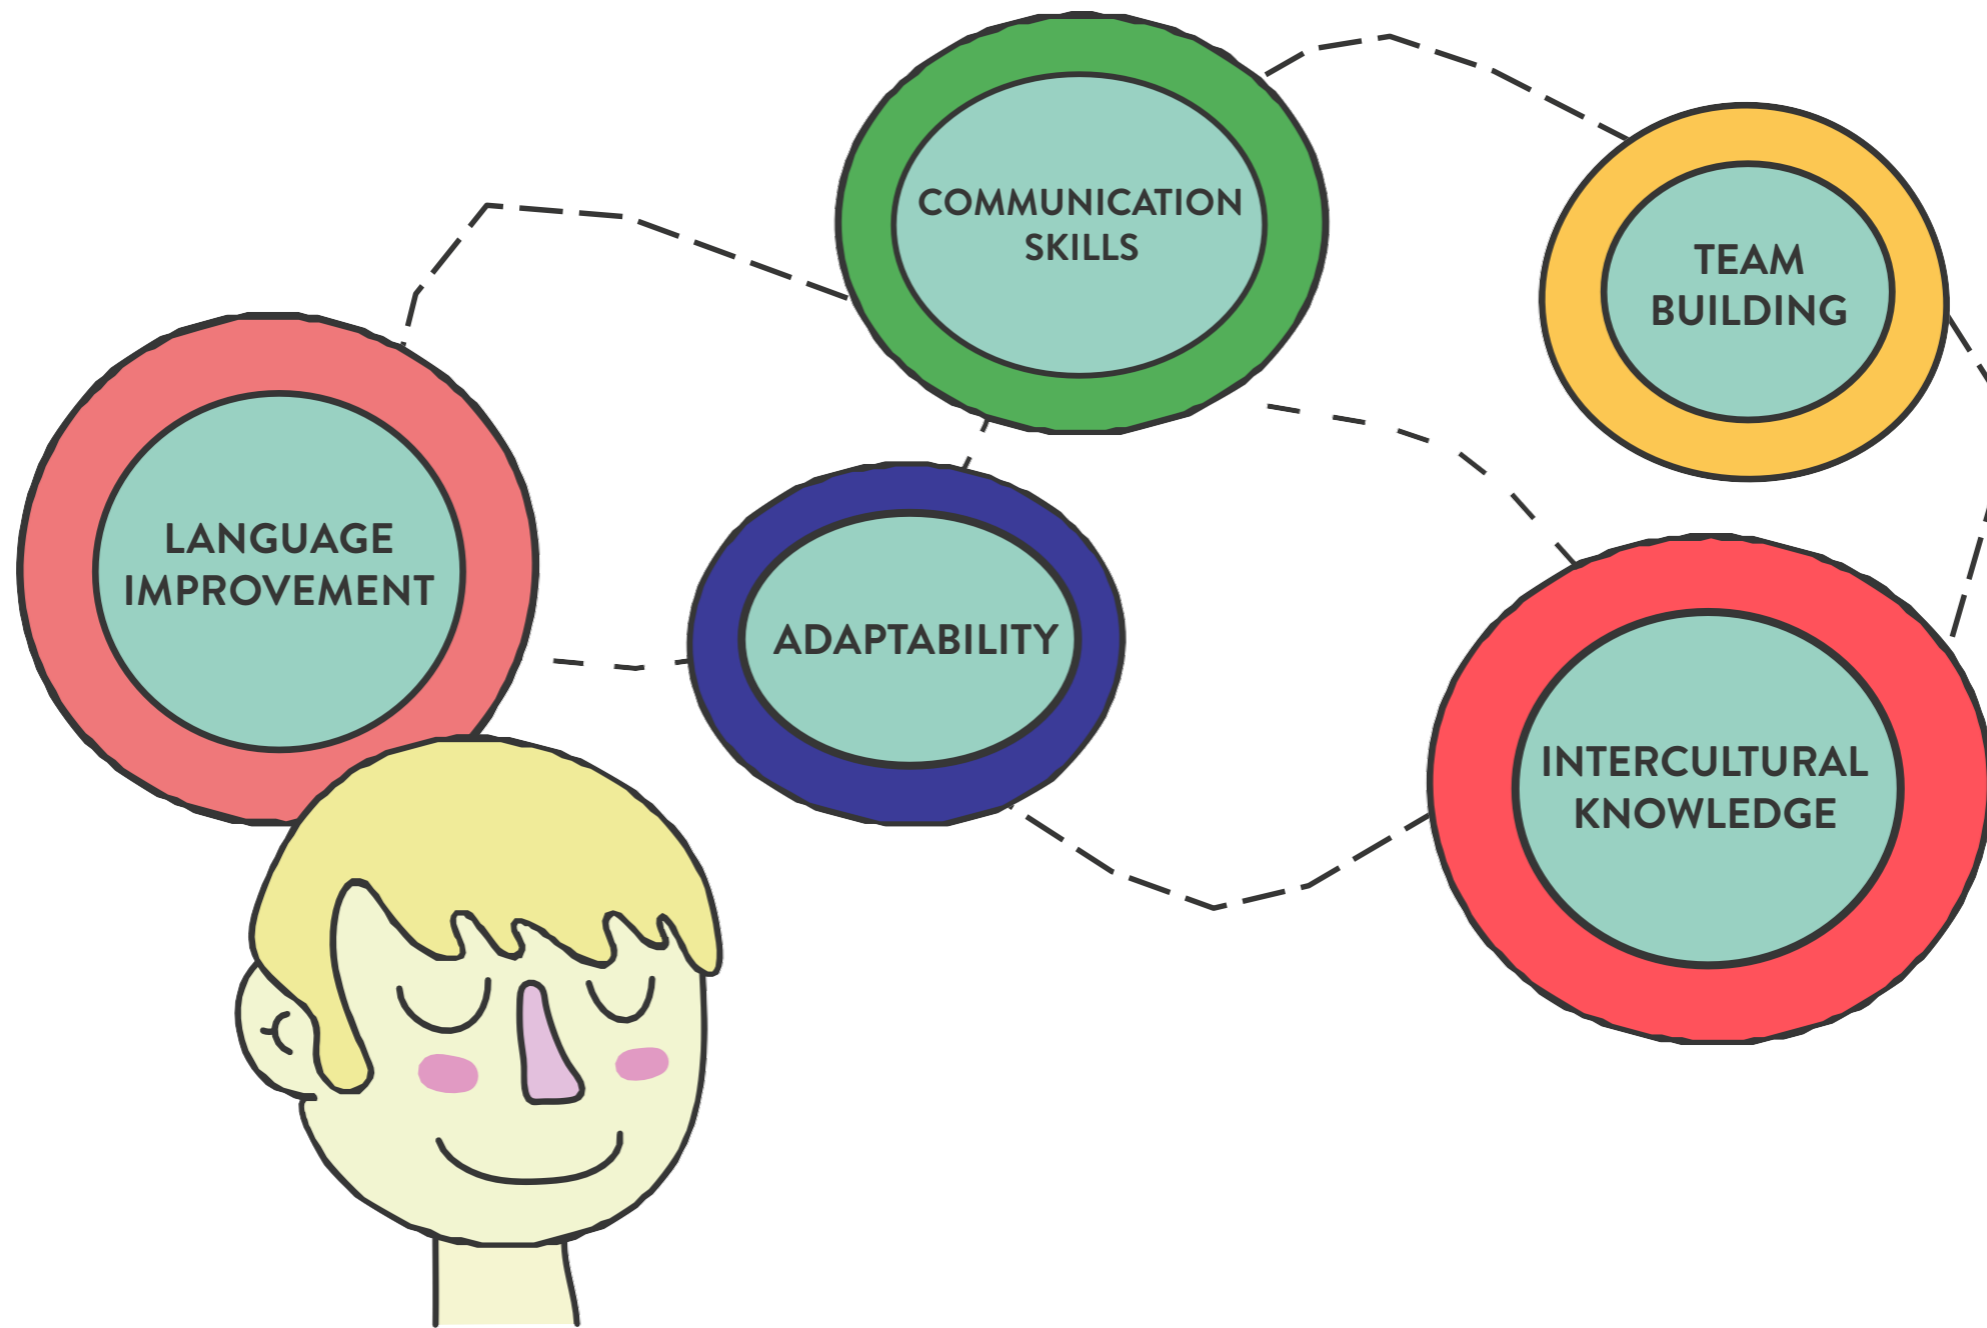 COMMUNICATION
SKILLS
TEAM
BUILDING
LANGUAGE
IMPROVEMENT
ADAPTABILITY
INTERCULTURAL
KNOWLEDGE